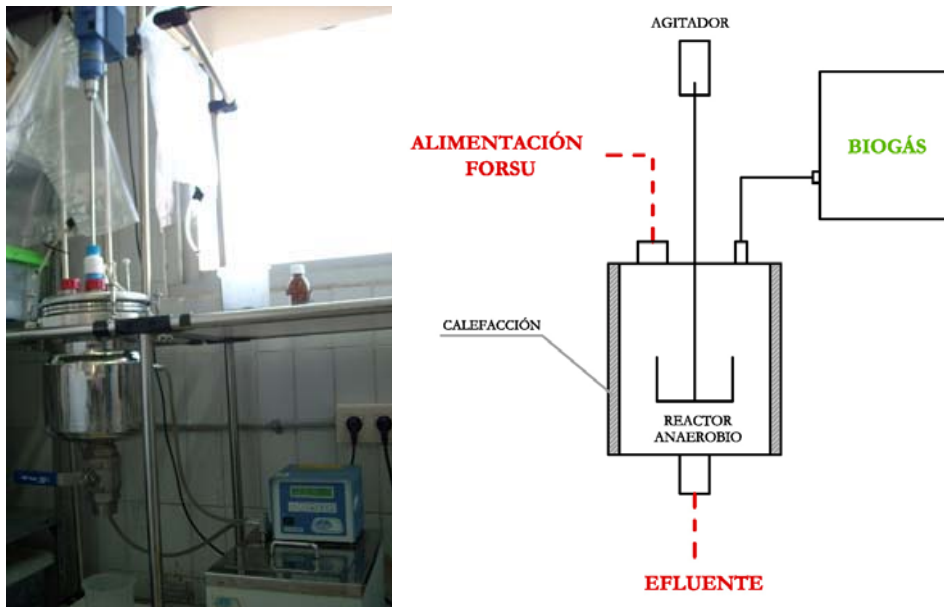 AGITADOR
ALIMENTACIÓN
FORSU
BIOGÁS
CALEFACCIÓN
REACTOR
ANAEROBIO
EFLUENTE